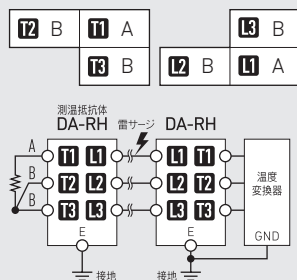 T2 B T1 A
T3 B
L3 B
L2 B L1 A
測温抵抗体
DA-RH 雷サージ DA-RH
A T1 L1 L1 T1
B T2 L2 L2 T2
B T3 L3 L3 T3
温度
変換器
E E GND
接地 接地